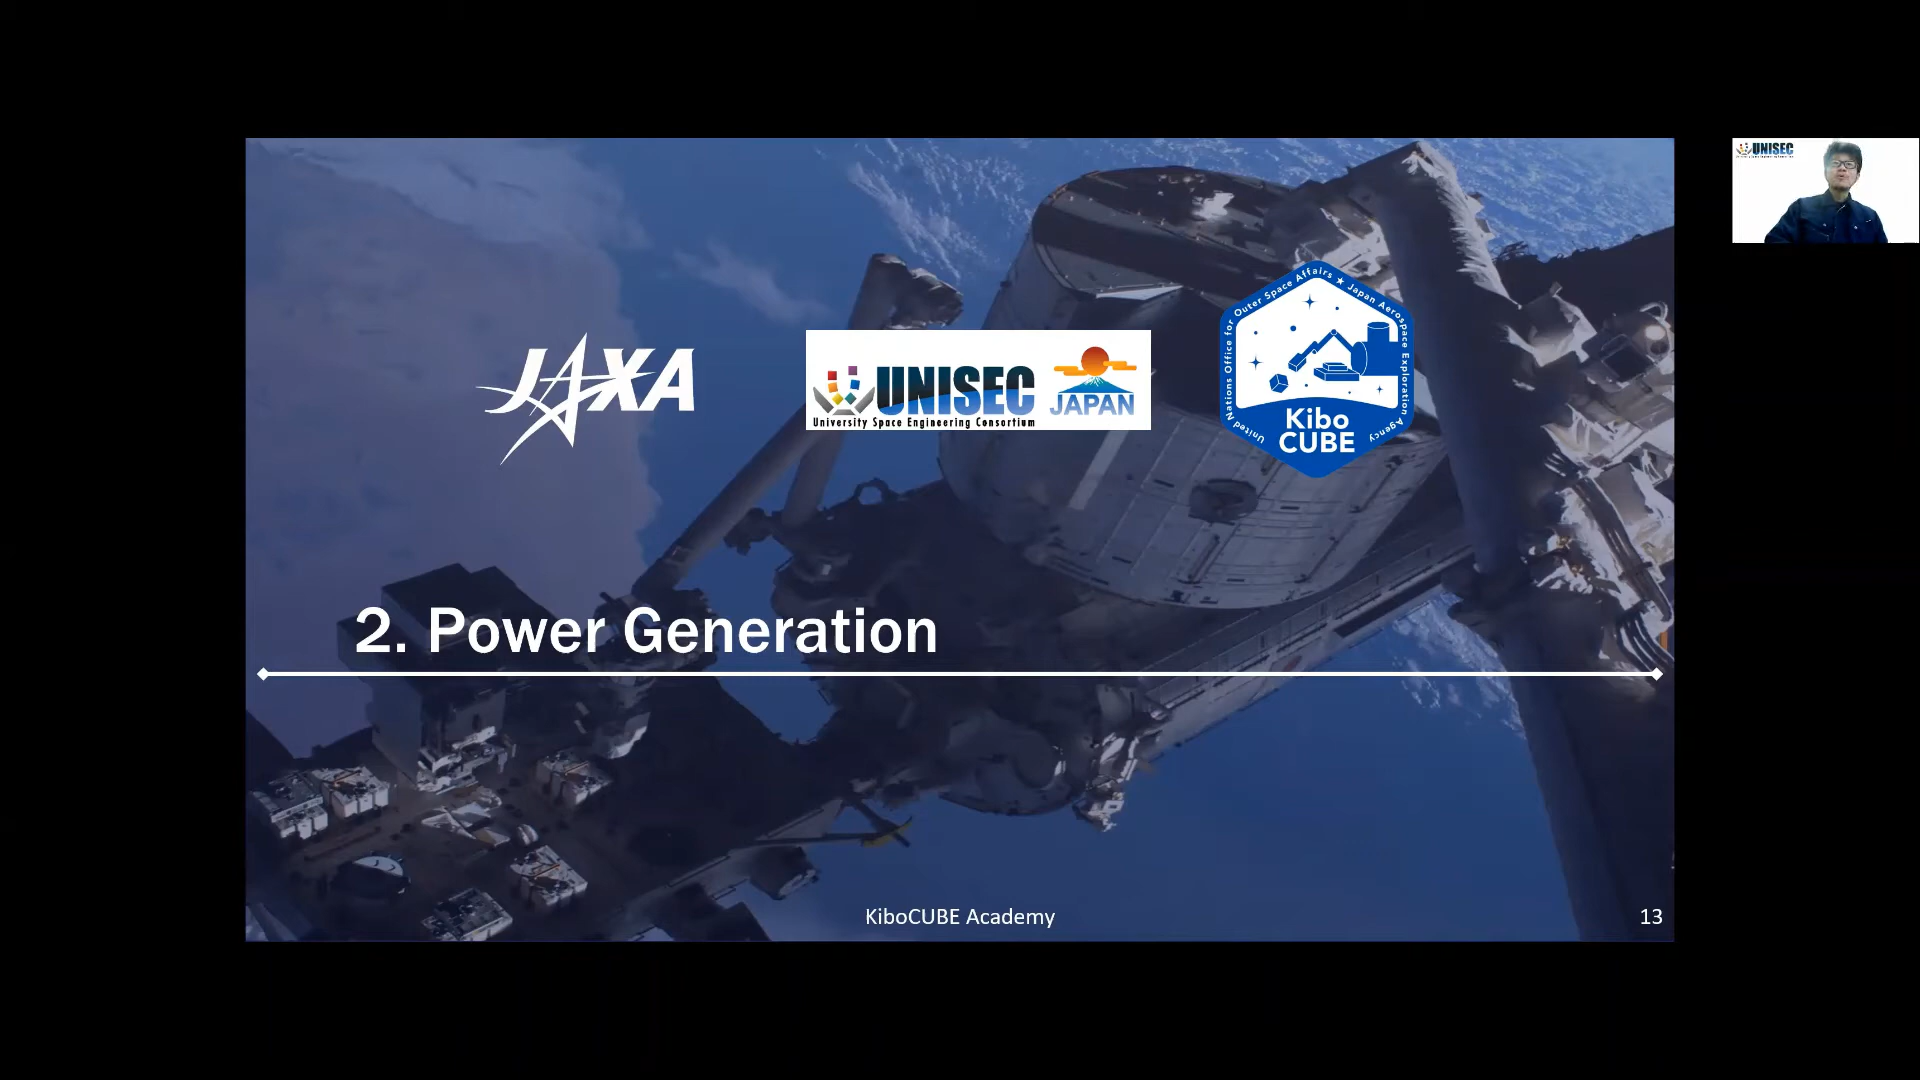 UNISEC
JAXA
UNISEC
JAPAN
University Space Engineering Consortium
United Nations Office for Outer Space Affairs ★ Japan Aerospace Exploration Agency
Kibo
CUBE
2. Power Generation
KiboCUBE Academy
13